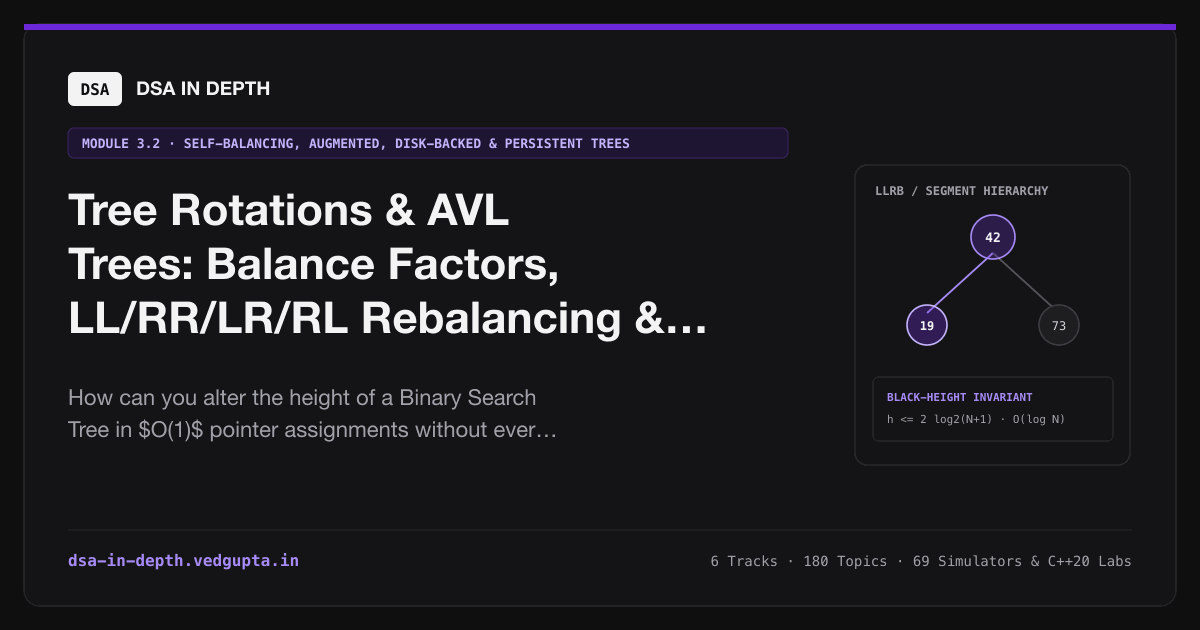 DSA DSA IN DEPTH
MODULE 3.2 · SELF-BALANCING, AUGMENTED, DISK-BACKED & PERSISTENT TREES
Tree Rotations & AVL
Trees: Balance Factors,
LL/RR/LR/RL Rebalancing &…
How can you alter the height of a Binary Search
Tree in $O(1)$ pointer assignments without ever…
LLRB / SEGMENT HIERARCHY
42
19 73
BLACK-HEIGHT INVARIANT
h <= 2 log2(N+1) · O(log N)
dsa-in-depth.vedgupta.in
6 Tracks · 180 Topics · 69 Simulators & C++20 Labs